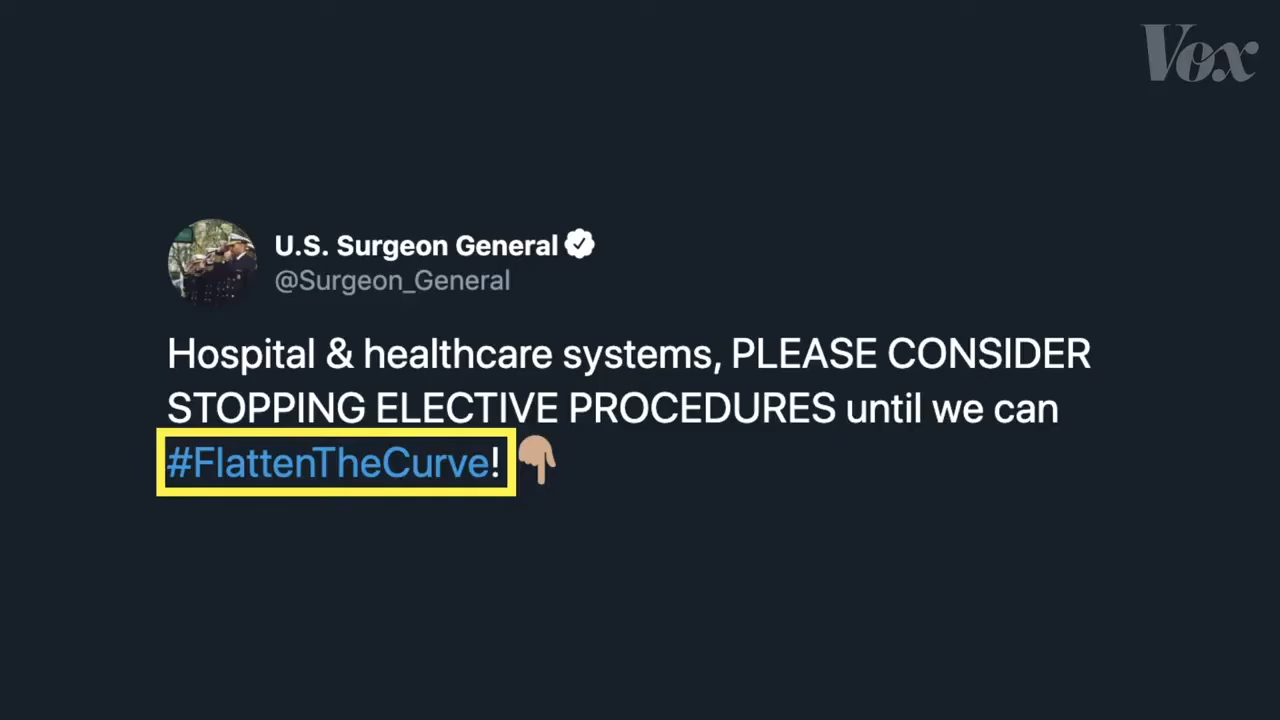 Vox
U.S. Surgeon General
@Surgeon_General
Hospital & healthcare systems, PLEASE CONSIDER
STOPPING ELECTIVE PROCEDURES until we can
#FlattenTheCurve!